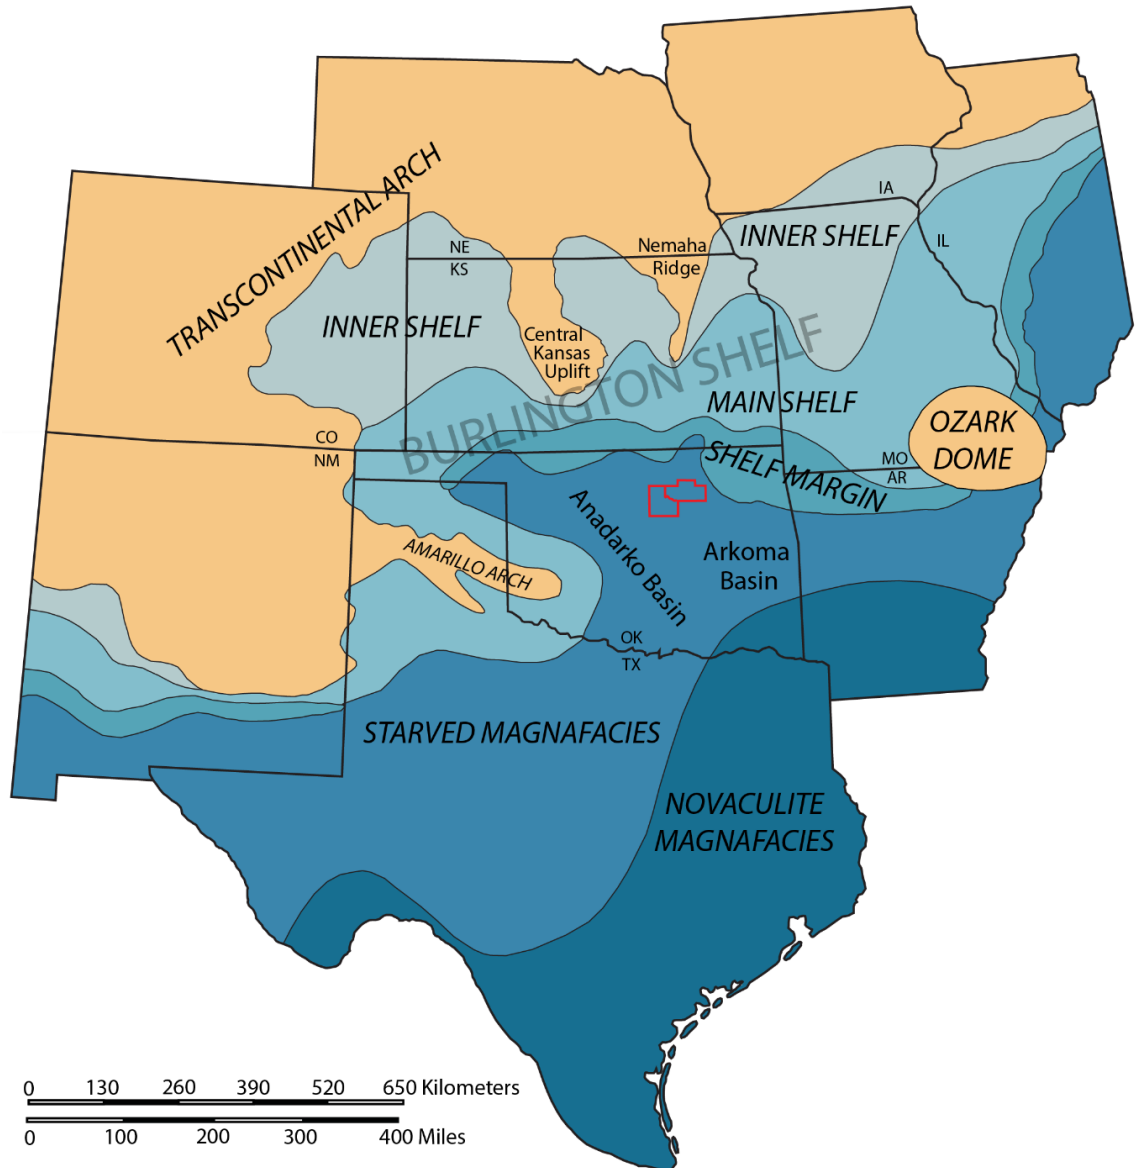 TRANSCONTINENTAL ARCH
IA
INNER SHELF
IL
NE
KS
Nemaha
Ridge
INNER SHELF
Central
Kansas
Uplift
BURLINGTON SHELF
MAIN SHELF
OZARK
DOME
CO
NM
MO
AR
SHELF MARGIN
Anadarko Basin
Arkoma
Basin
AMARILLO ARCH
OK
TX
STARVED MAGNAFACIES
NOVACULITE
MAGNAFACIES
0 130 260 390 520 650 Kilometers
0 100 200 300 400 Miles